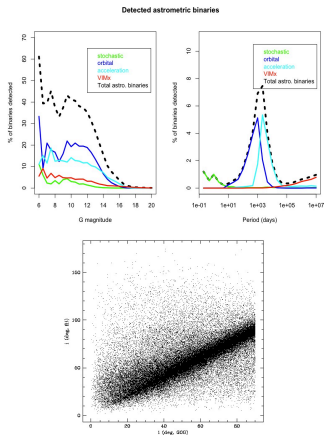 Detected astrometric binaries
% of binaries detected
70
60
50
40
30
20
10
0
stochastic
orbital
acceleration
VIMx
Total astro. binaries
6 8 10 12 14 16 18 20
G magnitude
% of binaries detected
10
8
6
4
2
0
stochastic
orbital
acceleration
VIMx
Total astro. binaries
1e-01 1e+01 1e+03 1e+05 1e+07
Period (days)
i (deg, fit)
150
100
50
0
0 20 40 60 80
i (deg, GOG)